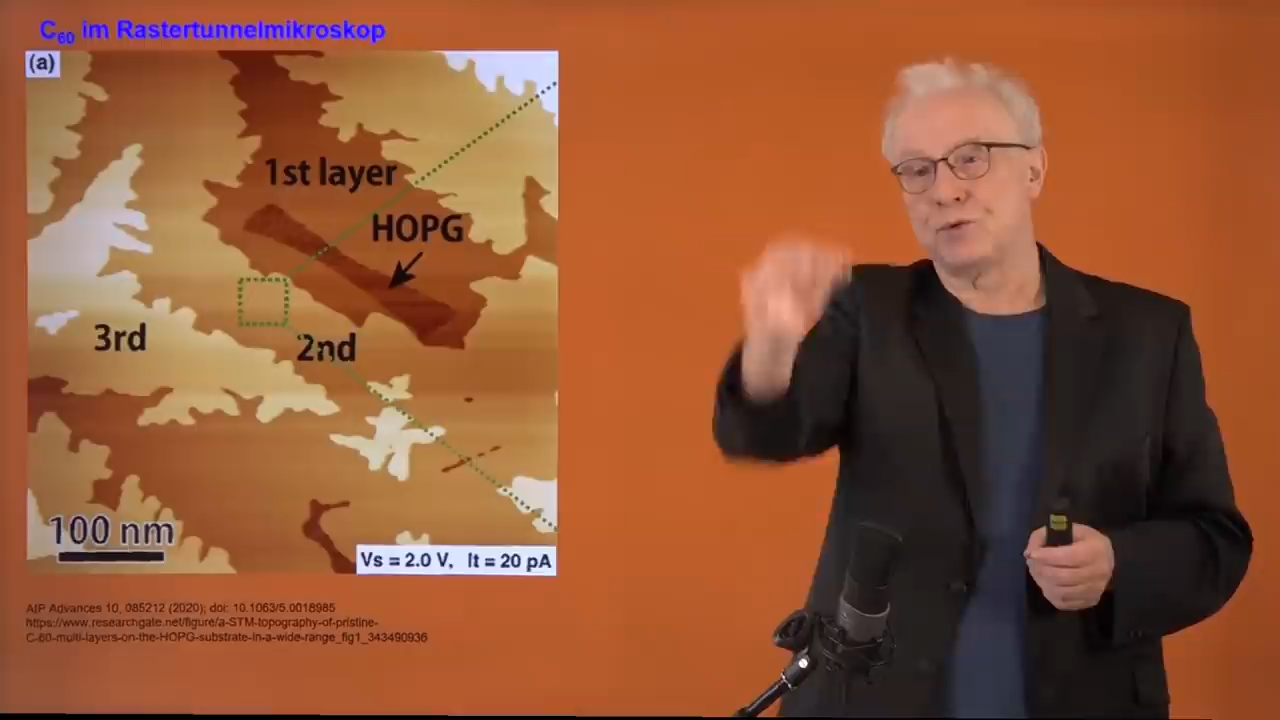 C60 im Rastertunnelmikroskop
(a)
1st layer
HOPG
3rd
2nd
100 nm
Vs = 2.0 V, It = 20 pA
AIP Advances 10, 085212 (2020); doi: 10.1063/5.0018985
https://www.researchgate.net/figure/a-STM-topography-of-pristine-
C-60-multi-layers-on-the-HOPG-substrate-in-a-wide-range_fig1_343490936